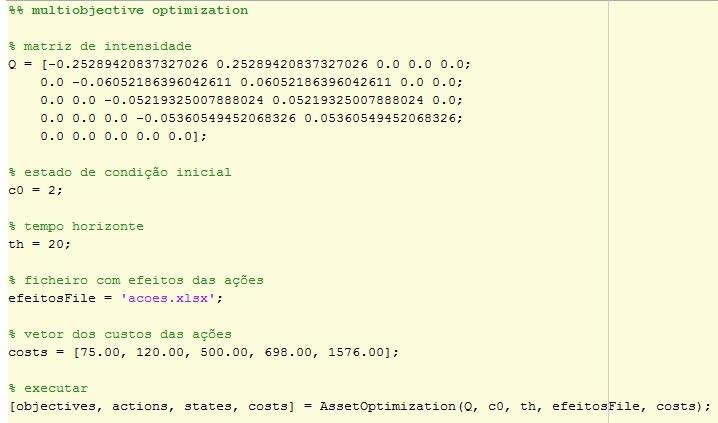 %% multiobjective optimization
% matriz de intensidade
Q = [-0.25289420837327026 0.25289420837327026 0.0 0.0 0.0;
0.0 -0.06052186396042611 0.06052186396042611 0.0 0.0;
0.0 0.0 -0.05219325007888024 0.05219325007888024 0.0;
0.0 0.0 0.0 -0.05360549452068326 0.05360549452068326;
0.0 0.0 0.0 0.0 0.0];
% estado de condição inicial
c0 = 2;
% tempo horizonte
th = 20;
% ficheiro com efeitos das ações
efeitosFile = 'acoes.xlsx';
% vetor dos custos das ações
costs = [75.00, 120.00, 500.00, 698.00, 1576.00];
% executar
[objectives, actions, states, costs] = AssetOptimization(Q, c0, th, efeitosFile, costs);